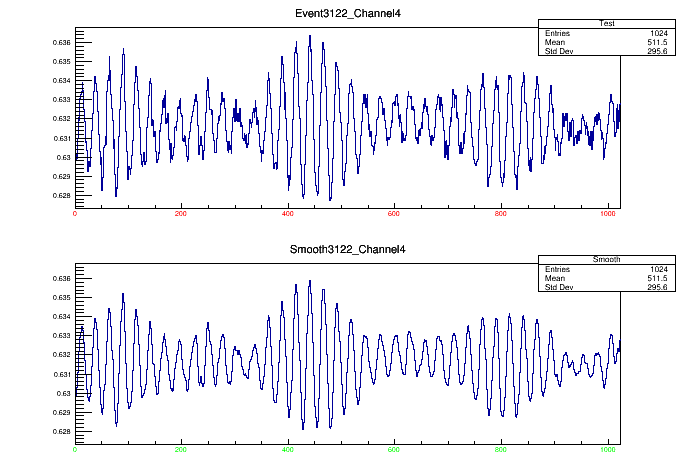 Event3122_Channel4
Test
Entries 1024
Mean 511.5
Std Dev 295.6
0.636
0.635
0.634
0.633
0.632
0.631
0.63
0.629
0.628
0 200 400 600 800 1000
Smooth3122_Channel4
Smooth
Entries 1024
Mean 511.5
Std Dev 295.6
0.636
0.635
0.634
0.633
0.632
0.631
0.63
0.629
0.628
0 200 400 600 800 1000